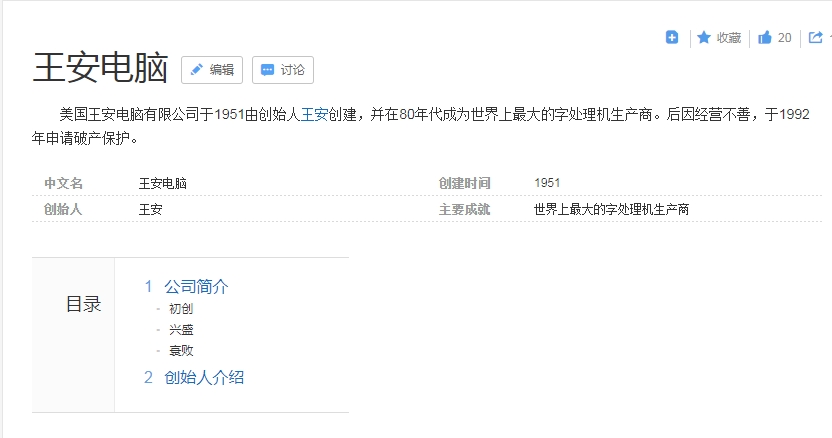 收藏 20
王安电脑 编辑 讨论
美国王安电脑有限公司于1951由创始人王安创建，并在80年代成为世界上最大的字处理机生产商。后因经营不善，于1992
年申请破产保护。
中文名 王安电脑 创建时间 1951
创始人 王安 主要成就 世界上最大的字处理机生产商
目录
1 公司简介
- 初创
- 兴盛
- 衰败
2 创始人介绍